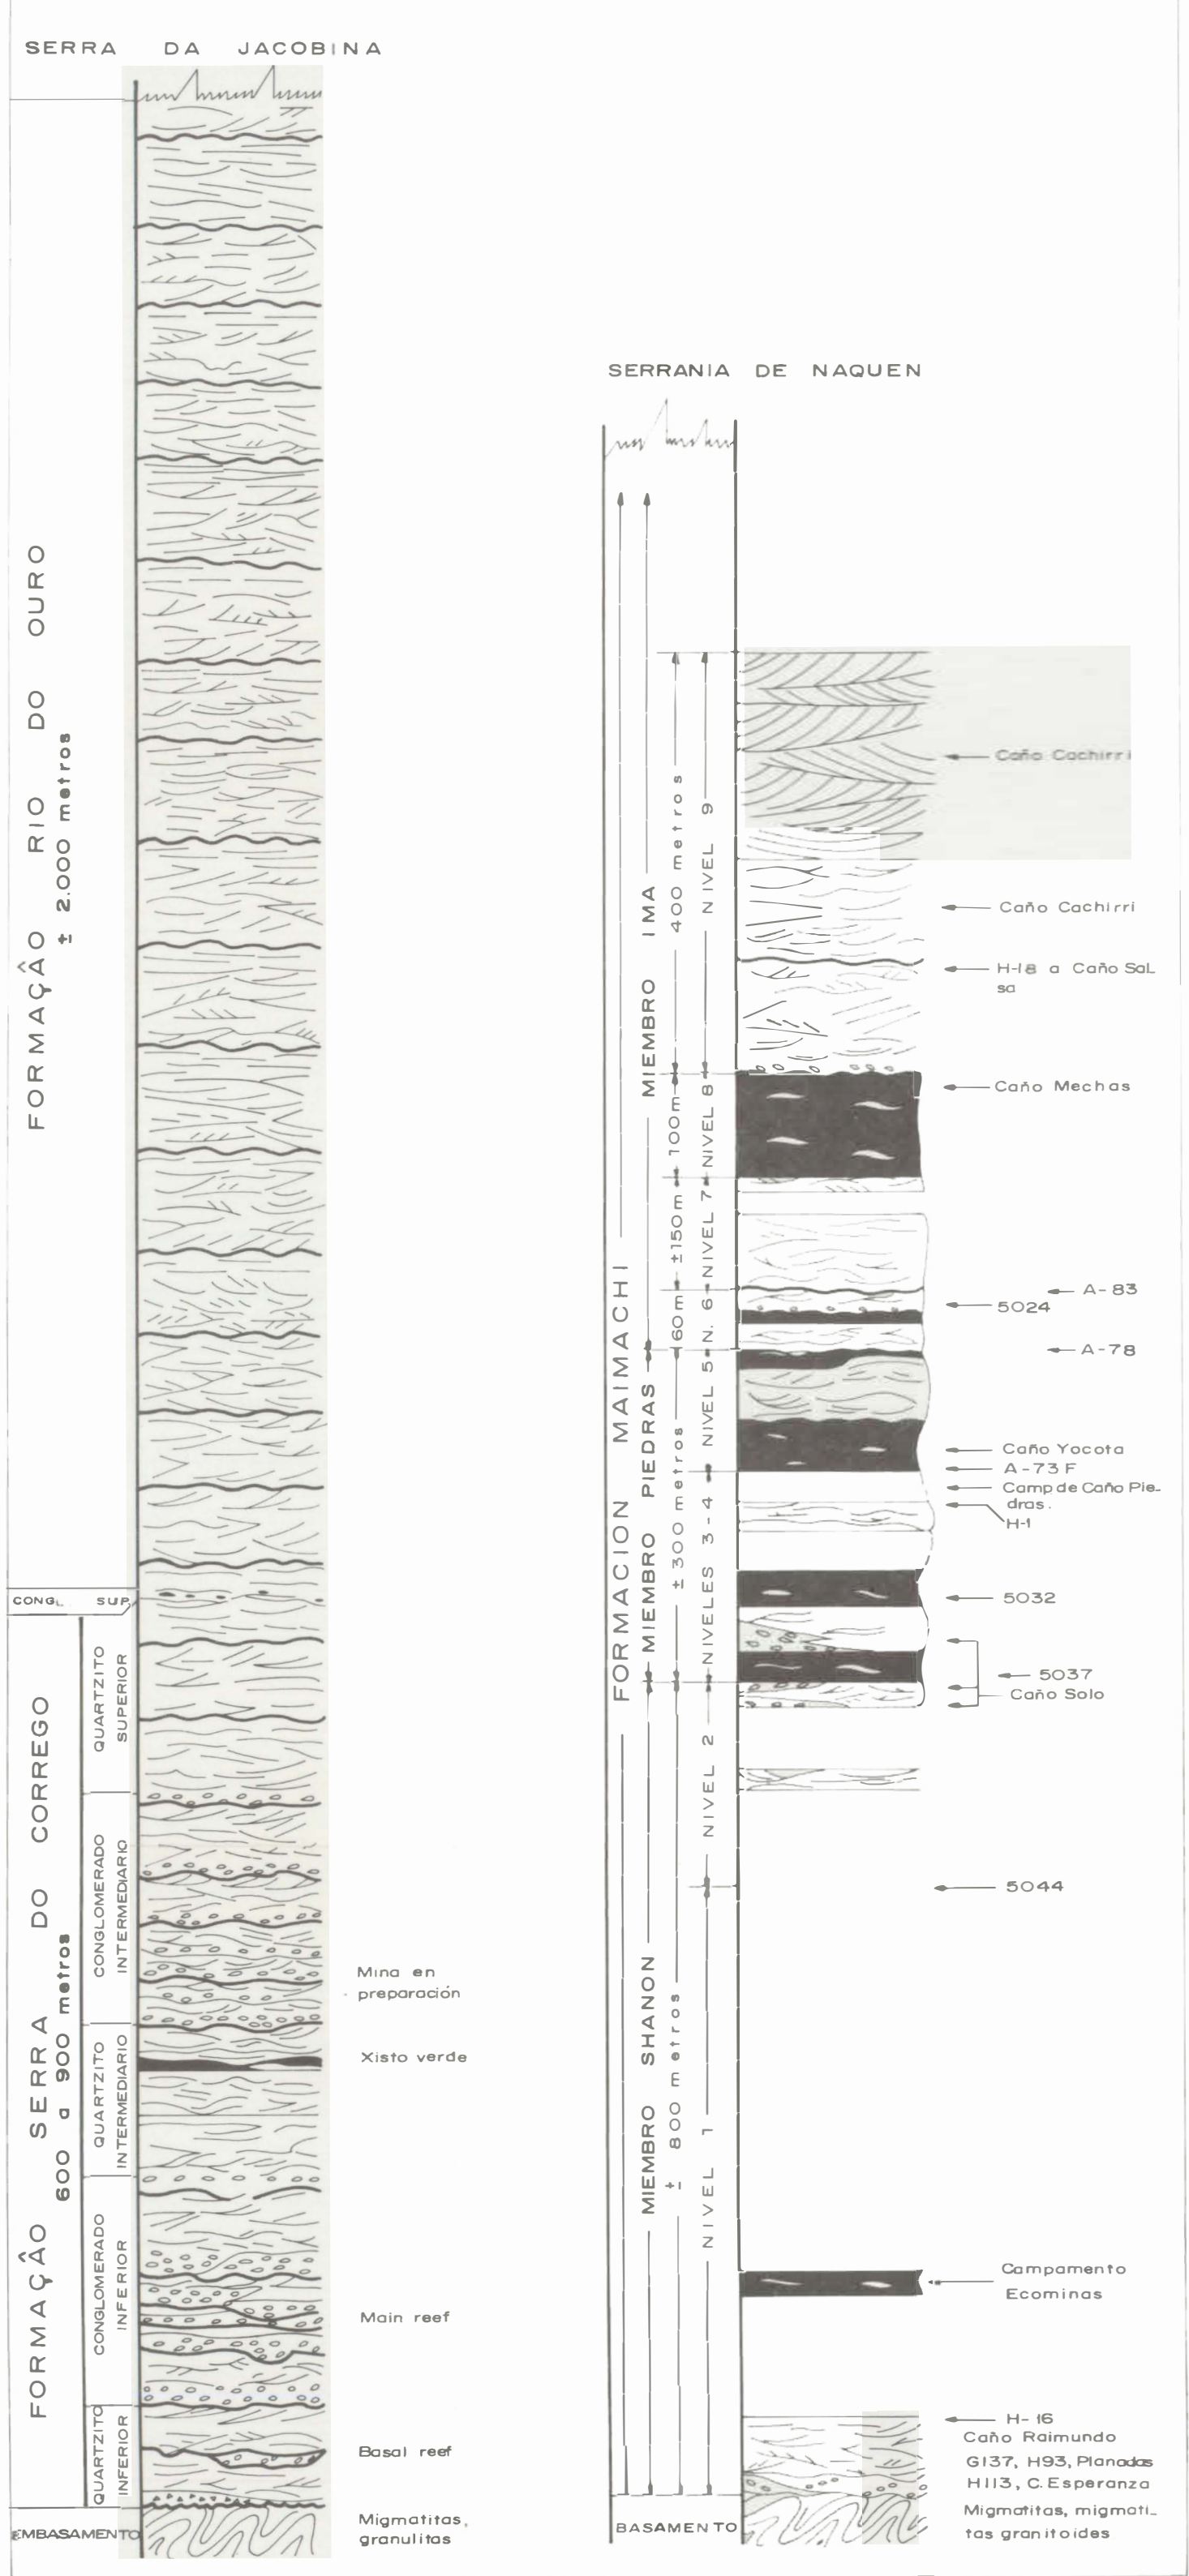 SERRA DA JACOBINA
FORMAÇÂO RIO DO OURO
± 2.000 metros
CONGL. SUP.
FORMAÇÂO SERRA DO CORREGO
600 a 900 metros
QUARTZITO
SUPERIOR
CONGLOMERADO
INTERMEDIARIO
QUARTZITO
INTERMEDIARIO
CONGLOMERADO
INFERIOR
QUARTZITO
INFERIOR
EMBASAMENTO
Mina en
preparación
Xisto verde
Main reef
Basal reef
Migmatitas,
granulitas
SERRANIA DE NAQUEN
FORMACION MAIMACHI
MIEMBRO IMA
MIEMBRO PIEDRAS
MIEMBRO SHANON
400 metros
100m
±150m
60m
±300 metros
± 800 metros
NIVEL 9
NIVEL 8
NIVEL 7
N. 6
NIVEL 5
NIVELES 3-4
NIVEL 2
NIVEL 1
BASAMENTO
Caño Cachirri
Caño Cachirri
H-18 a Caño Sal_
sa
Caño Mechas
A-83
5024
A-78
Caño Yocota
A-73F
Camp de Caño Pie_
dras.
H-1
5032
5037
Caño Solo
5044
Campamento
Ecominas
H-16
Caño Raimundo
G137, H93, Planadas
H113, C. Esperanza
Migmatitas, migmati_
tas granitoides